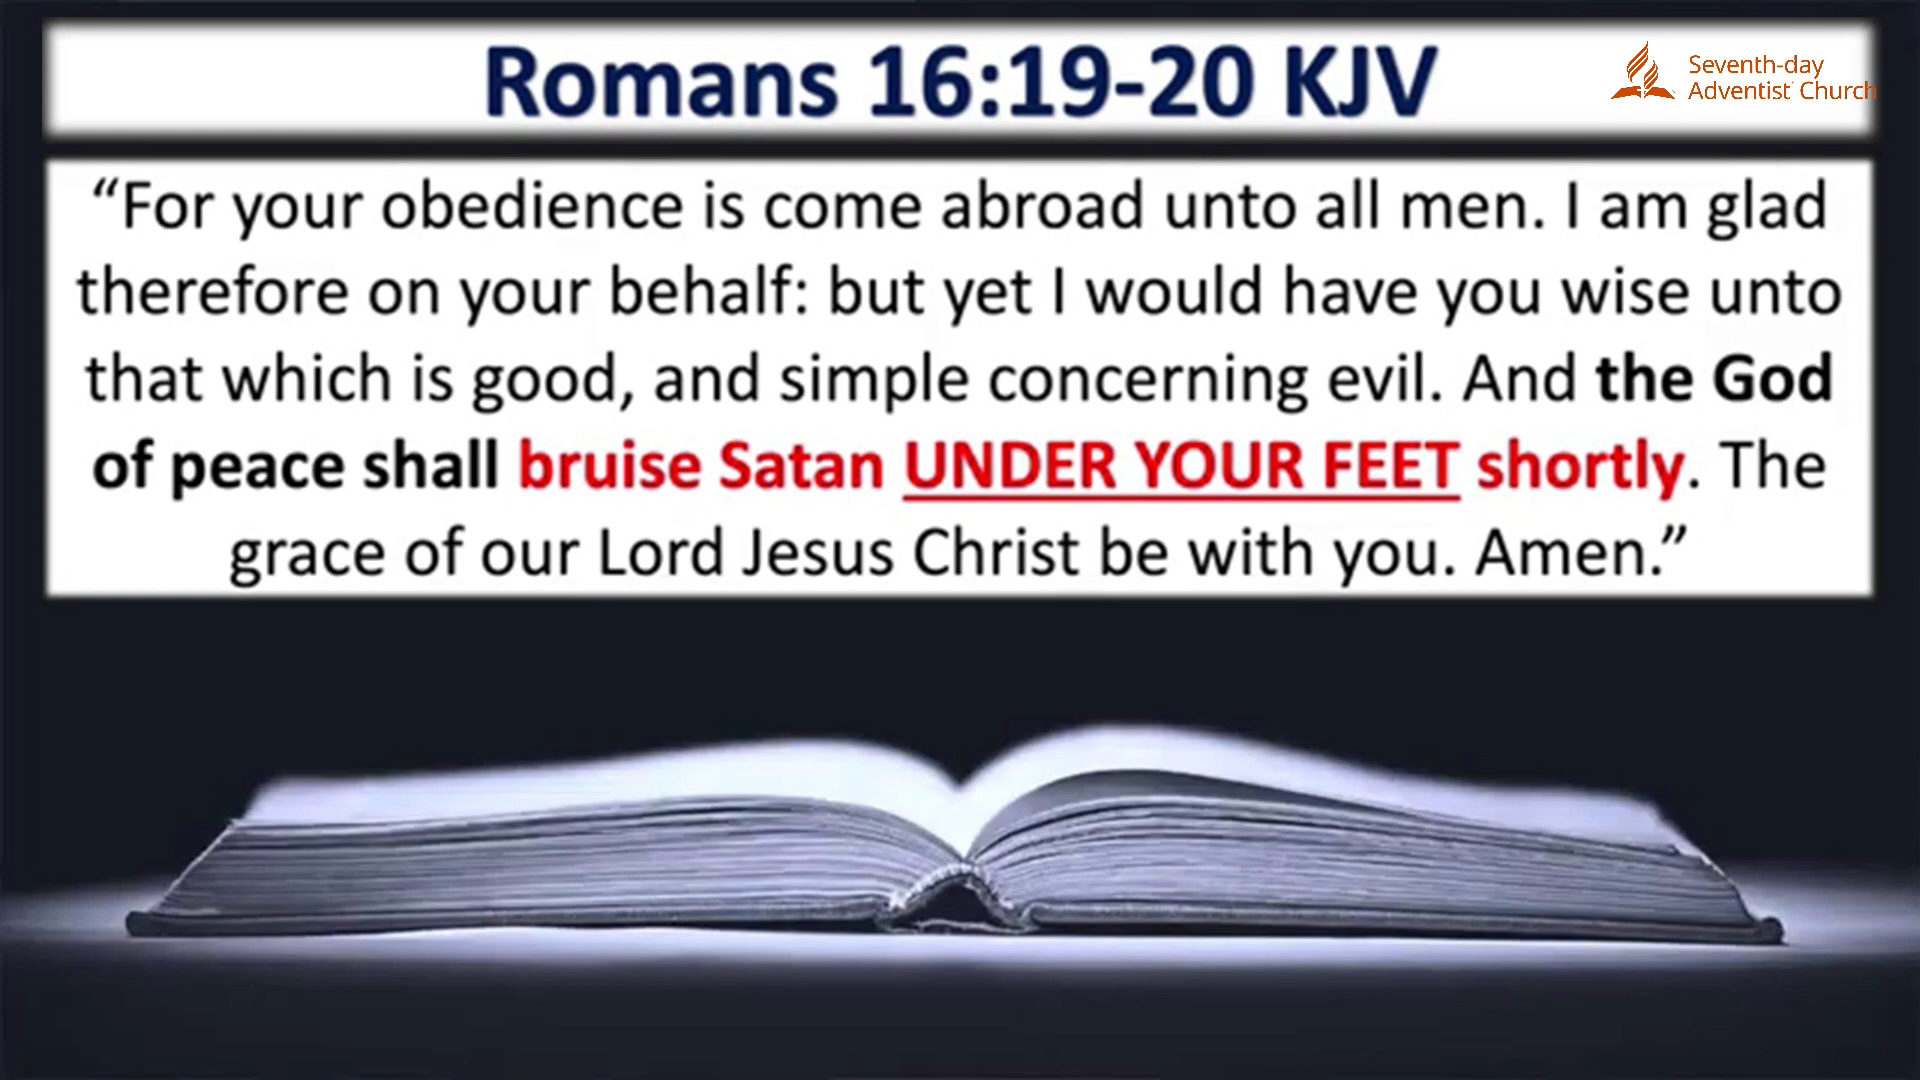 Romans 16:19-20 KJV
Seventh-day
Adventist Church
“For your obedience is come abroad unto all men. I am glad
therefore on your behalf: but yet I would have you wise unto
that which is good, and simple concerning evil. And the God
of peace shall bruise Satan UNDER YOUR FEET shortly. The
grace of our Lord Jesus Christ be with you. Amen.”